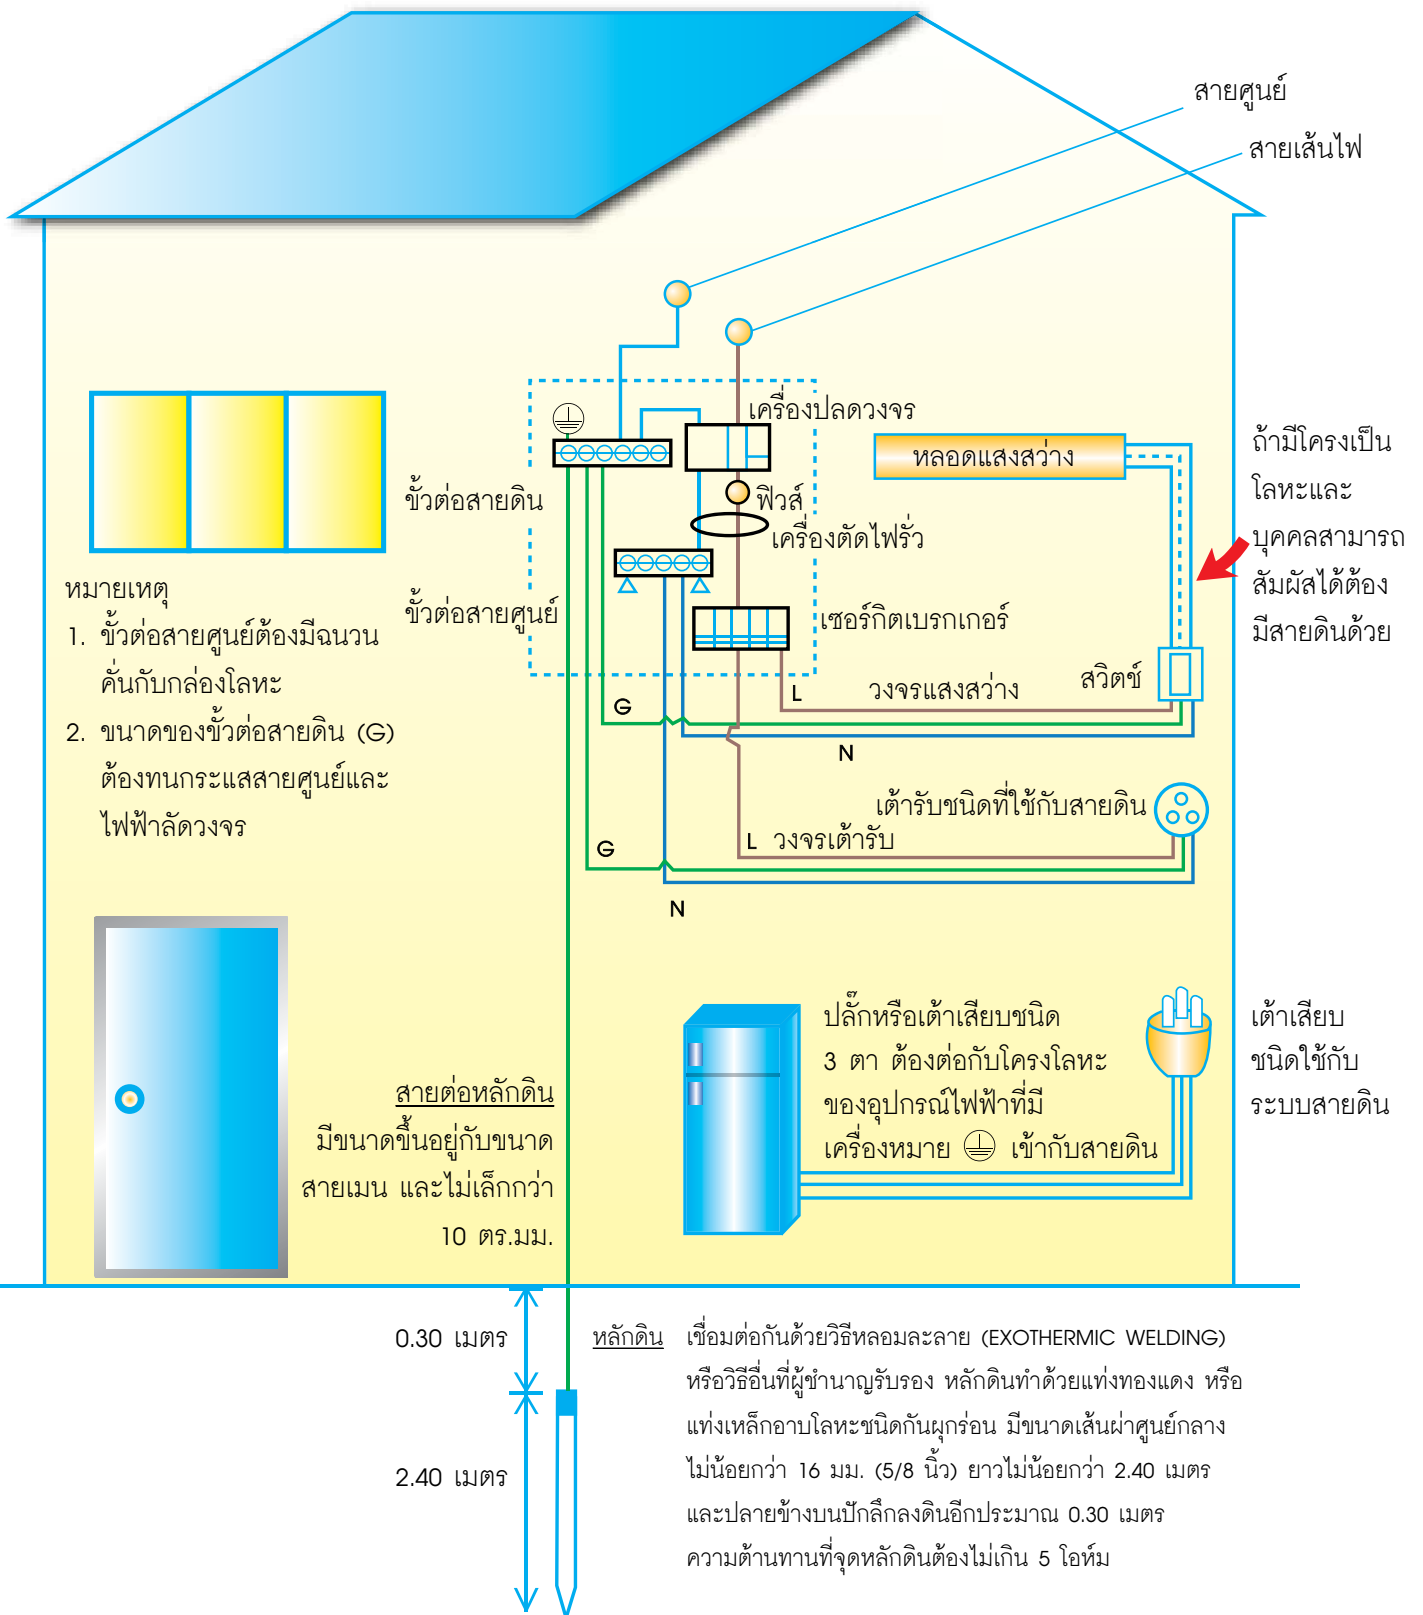 สายศูนย์
สายเส้นไฟ
เครื่องปลดวงจร
หลอดแสงสว่าง
ถ้ามีโครงเป็น
โลหะและ
บุคคลสามารถ
สัมผัสได้ต้อง
มีสายดินด้วย
ขั้วต่อสายดิน
ฟิวส์
เครื่องตัดไฟรั่ว
ขั้วต่อสายศูนย์
เซอร์กิตเบรกเกอร์
สวิตซ์
L วงจรแสงสว่าง
G
N
หมายเหตุ
1. ขั้วต่อสายศูนย์ต้องมีฉนวน
คั่นกับกล่องโลหะ
2. ขนาดของขั้วต่อสายดิน (G)
ต้องทนกระแสสายศูนย์และ
ไฟฟ้าลัดวงจร
เต้ารับชนิดที่ใช้กับสายดิน
L วงจรเต้ารับ
G
N
ปลั๊กหรือเต้าเสียบชนิด
3 ตา ต้องต่อกับโครงโลหะ
ของอุปกรณ์ไฟฟ้าที่มี
เครื่องหมาย เข้ากับสายดิน
เต้าเสียบ
ชนิดใช้กับ
ระบบสายดิน
สายต่อหลักดิน
มีขนาดขึ้นอยู่กับขนาด
สายเมน และไม่เล็กกว่า
10 ตร.มม.
0.30 เมตร
2.40 เมตร
หลักดิน เชื่อมต่อกันด้วยวิธีหลอมละลาย (EXOTHERMIC WELDING)
หรือวิธีอื่นที่ผู้ชำนาญรับรอง หลักดินทำด้วยแท่งทองแดง หรือ
แท่งเหล็กอาบโลหะชนิดกันผุกร่อน มีขนาดเส้นผ่าศูนย์กลาง
ไม่น้อยกว่า 16 มม. (5/8 นิ้ว) ยาวไม่น้อยกว่า 2.40 เมตร
และปลายข้างบนปักลึกลงดินอีกประมาณ 0.30 เมตร
ความต้านทานที่จุดหลักดินต้องไม่เกิน 5 โอห์ม